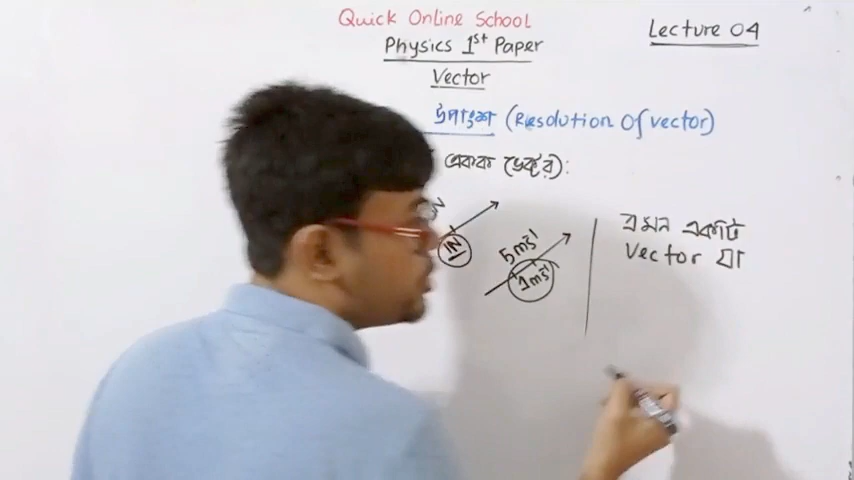 Quick Online School
Lecture 04
Physics 1st Paper
Vector
উপাংশ (Resolution of vector)
একক ভেক্টর):
N
1N
5ms⁻¹
1ms⁻¹
এমন একটি
vector যা